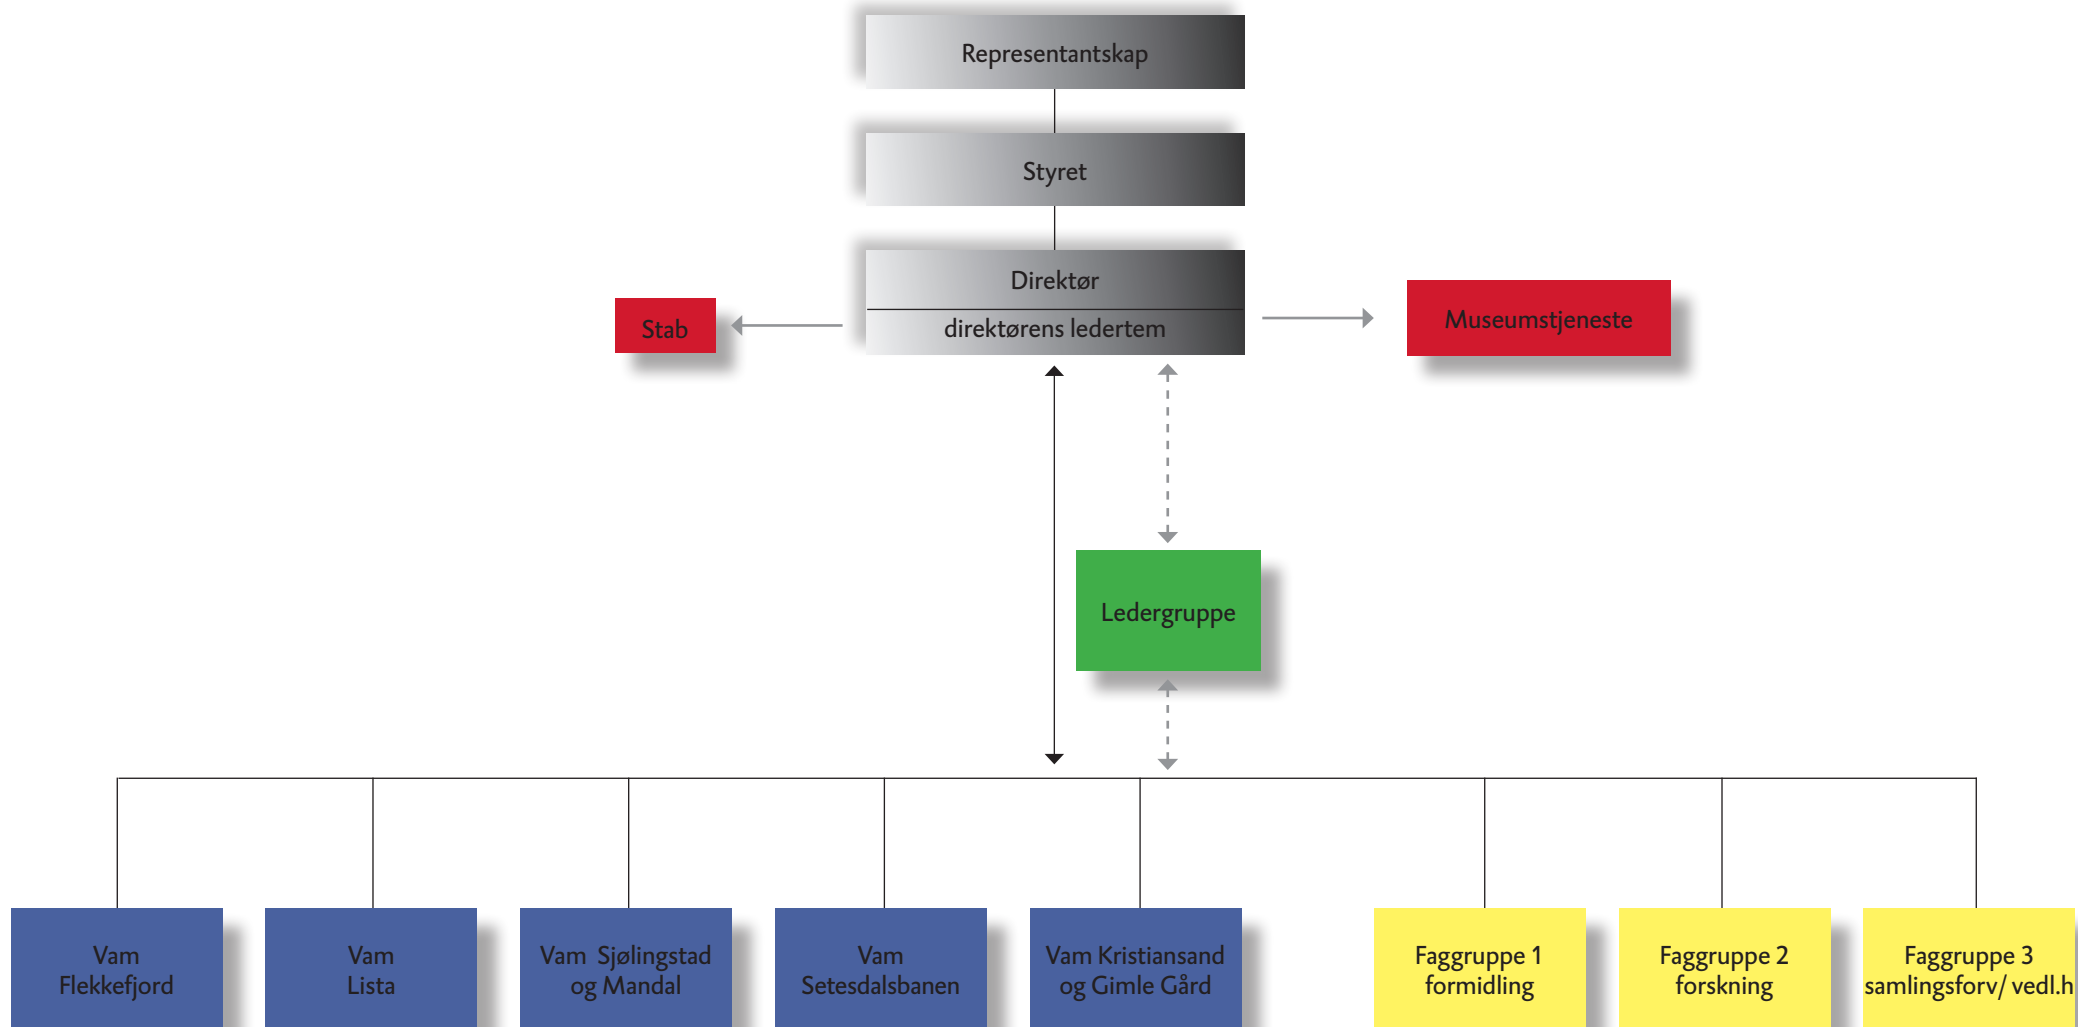 Representantskap
Styret
Direktør
direktørens ledertem
Stab
Museumstjeneste
Ledergruppe
Vam
Flekkefjord
Vam
Lista
Vam Sjølingstad
og Mandal
Vam
Setesdalsbanen
Vam Kristiansand
og Gimle Gård
Faggruppe 1
formidling
Faggruppe 2
forskning
Faggruppe 3
samlingsforv/ vedl.h